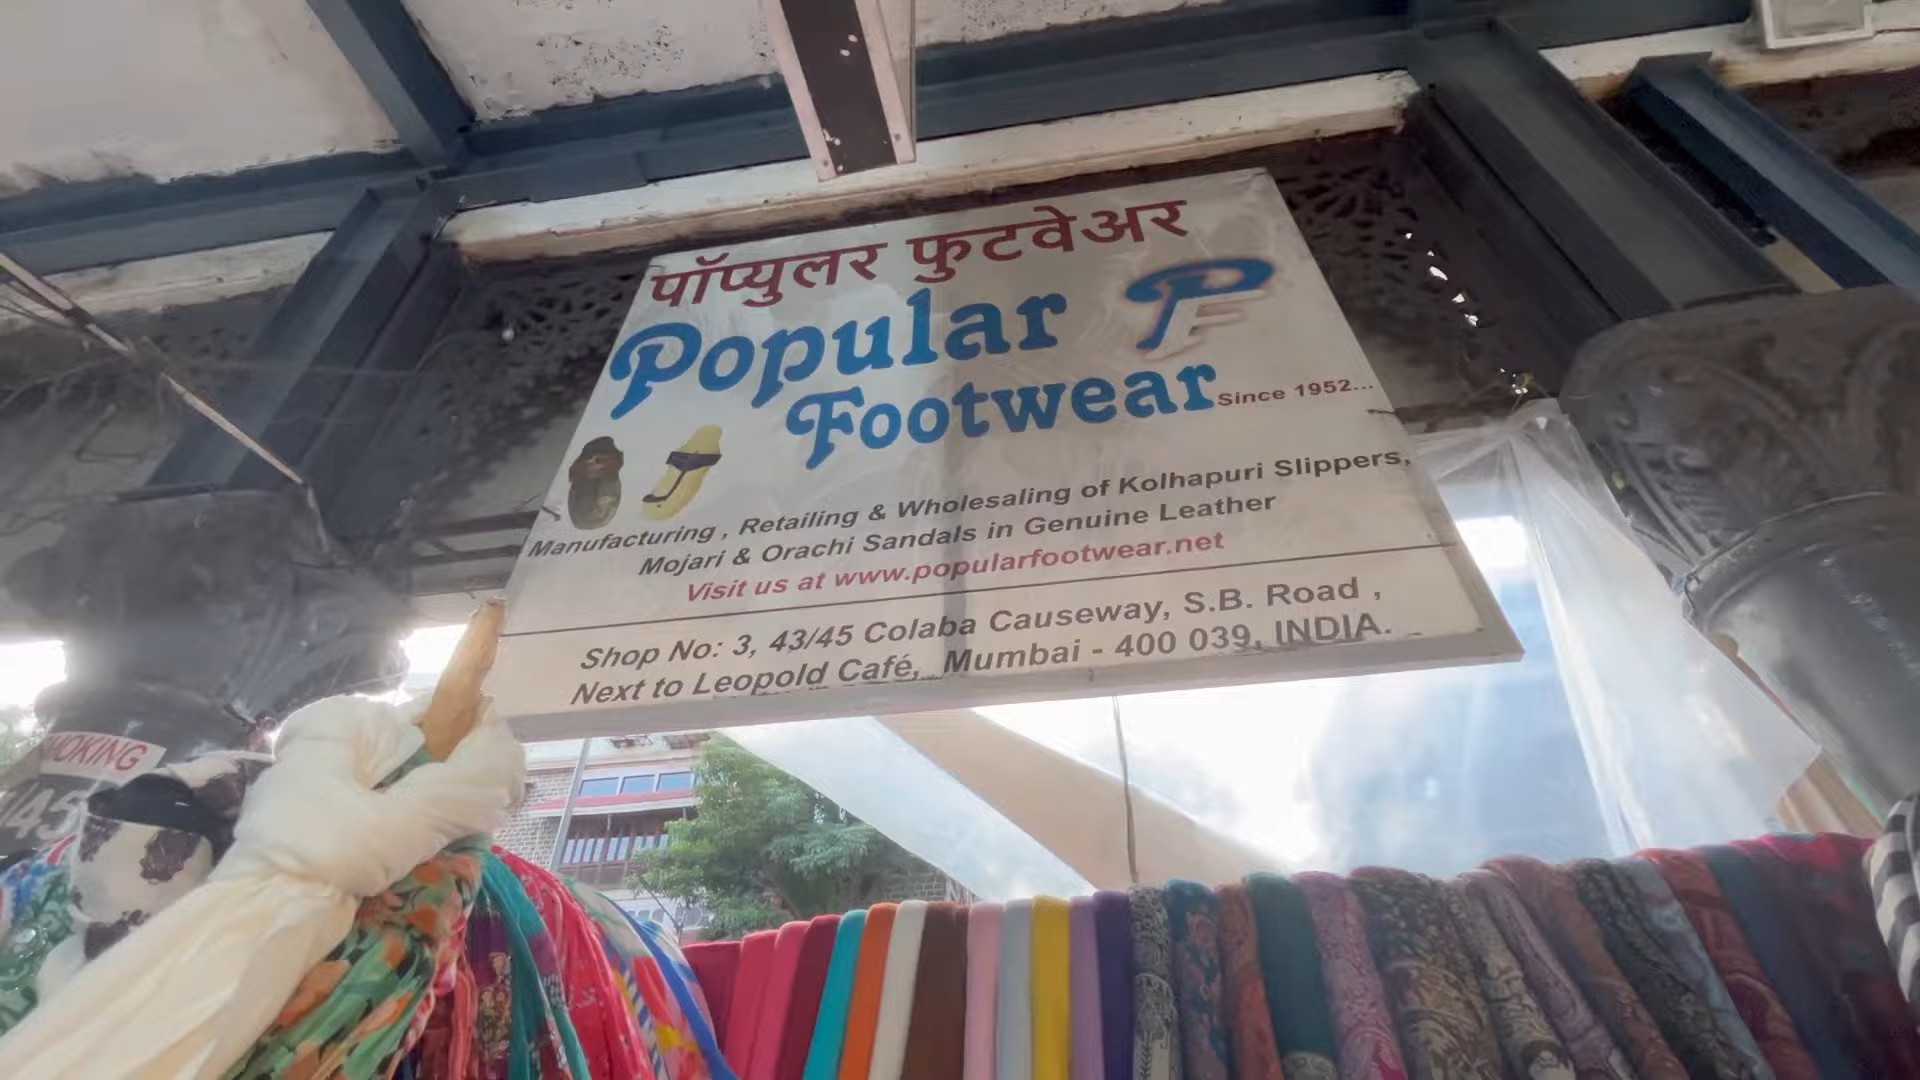 पॉप्युलर फुटवेअर
Popular PF
Footwear Since 1952...
Manufacturing , Retailing & Wholesaling of Kolhapuri Slippers,
Mojari & Orachi Sandals in Genuine Leather
Visit us at www.popularfootwear.net
Shop No: 3, 43/45 Colaba Causeway, S.B. Road ,
Next to Leopold Café, Mumbai - 400 039, INDIA.